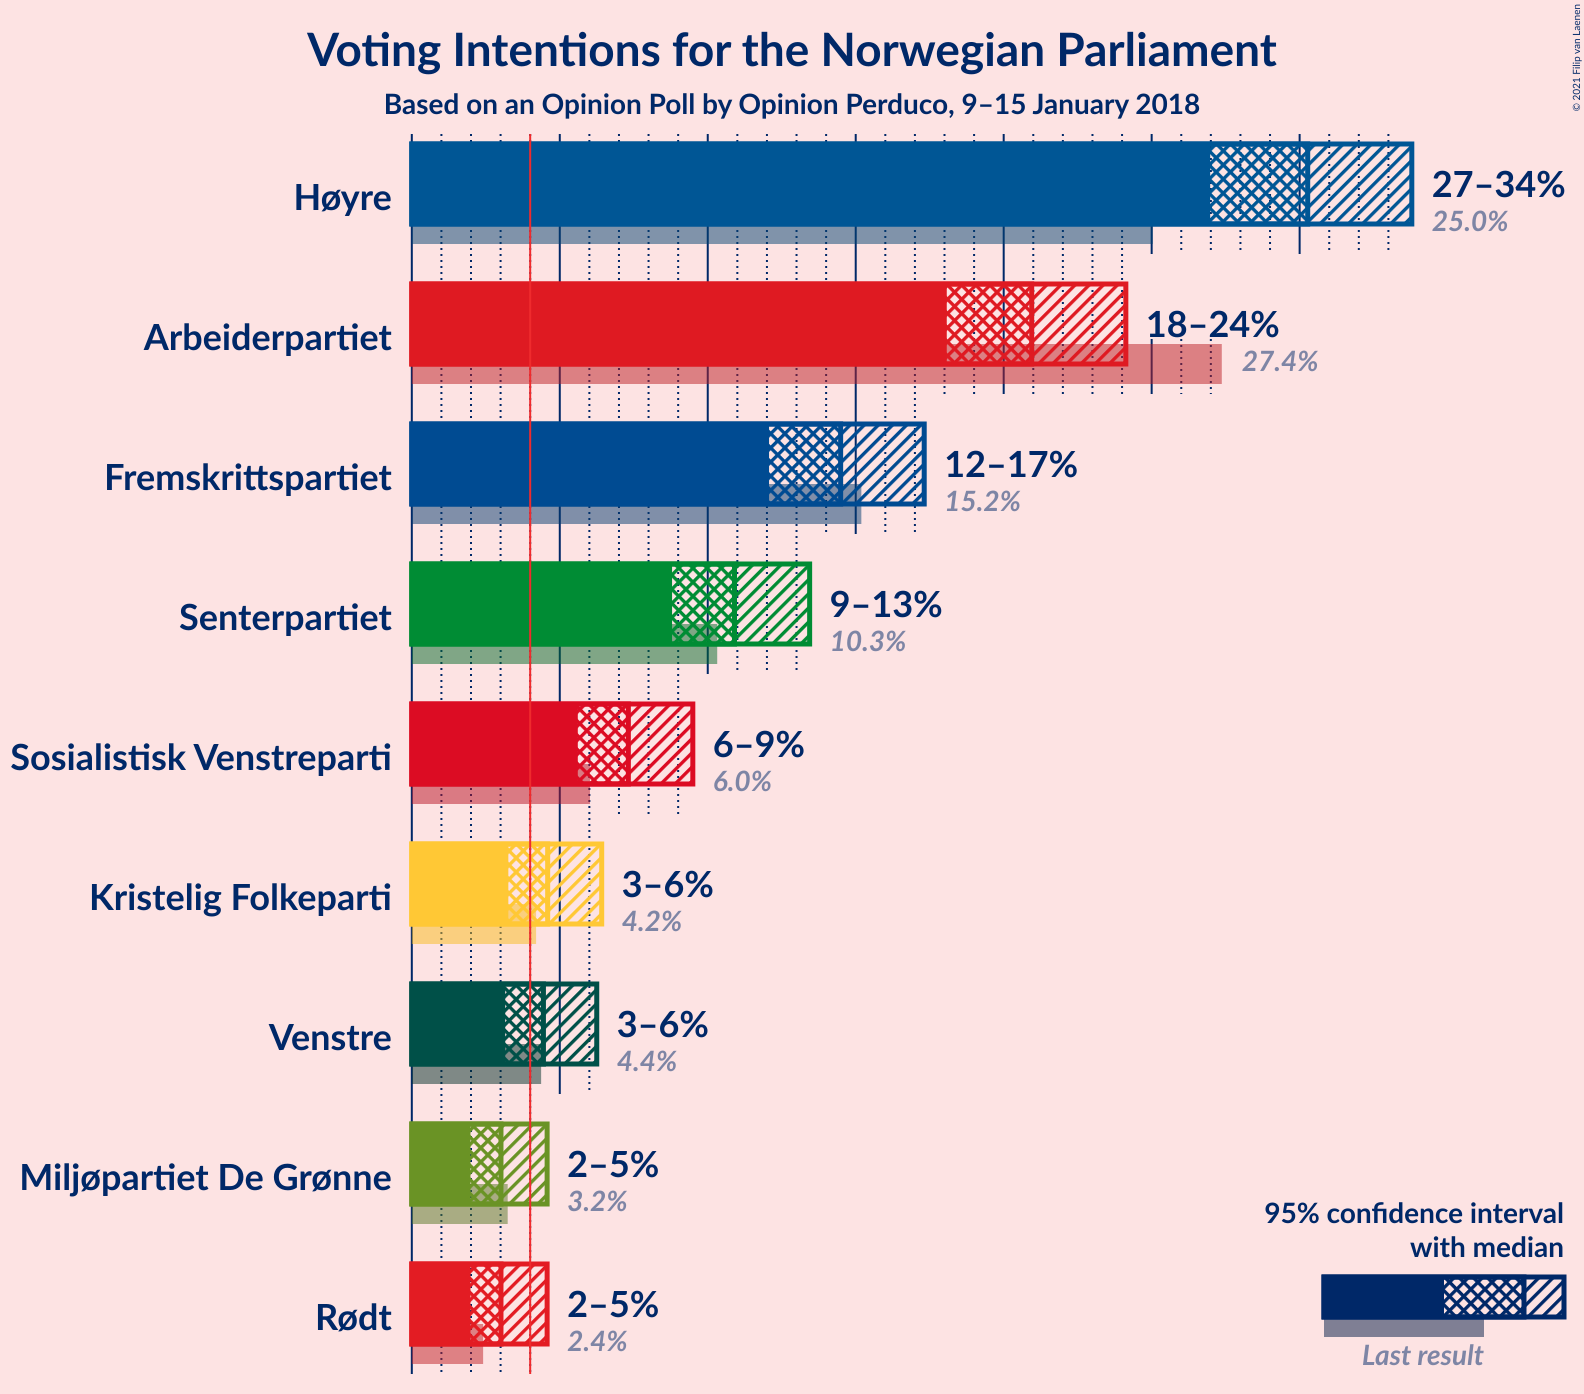 Voting Intentions for the Norwegian Parliament
Based on an Opinion Poll by Opinion Perduco, 9–15 January 2018
© 2021 Filip van Laenen
Høyre
27–34%
25.0%
Arbeiderpartiet
18–24%
27.4%
Fremskrittspartiet
12–17%
15.2%
Senterpartiet
9–13%
10.3%
Sosialistisk Venstreparti
6–9%
6.0%
Kristelig Folkeparti
3–6%
4.2%
Venstre
3–6%
4.4%
Miljøpartiet De Grønne
2–5%
3.2%
Rødt
2–5%
2.4%
95% confidence interval
with median
Last result